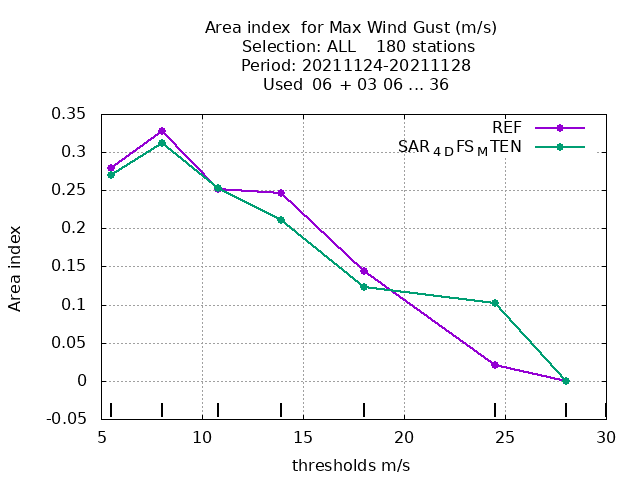 Area index  for Max Wind Gust (m/s)
Selection: ALL    180 stations
Period: 20211124-20211128
Used  06  + 03 06 ... 36
REF
SAR4DFSMTEN
0.35
0.3
0.25
0.2
0.15
0.1
0.05
0
-0.05
5 10 15 20 25 30
Area index
thresholds m/s